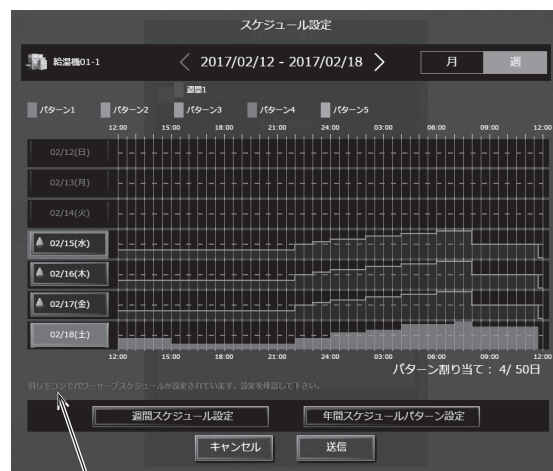 スケジュール設定
給湯機01-1
2017/02/12 - 2017/02/18
月 週
週間1
パターン1 パターン2 パターン3 パターン4 パターン5
12:00 15:00 18:00 21:00 24:00 03:00 06:00 09:00 12:00
02/12(日)
02/13(月)
02/14(火)
02/15(水)
02/16(木)
02/17(金)
02/18(土)
12:00 15:00 18:00 21:00 24:00 03:00 06:00 09:00 12:00
パターン割り当て： 4/ 50日
別リモコンでパワーセーブスケジュールが設定されています。設定を確認して下さい。
週間スケジュール設定 年間スケジュールパターン設定
キャンセル 送信